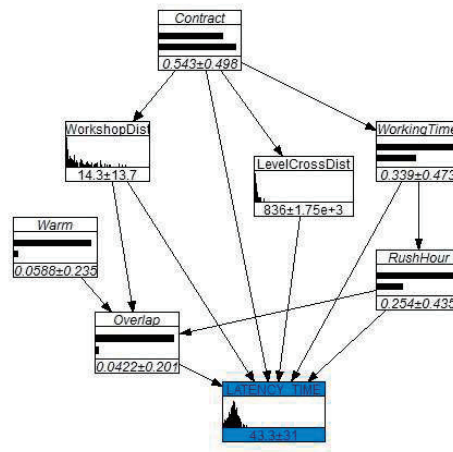 Contract
0.543±0.498
WorkshopDist
14.3±13.7
LevelCrossDist
836±1.75e+3
WorkingTime
0.339±0.473
Warm
0.0588±0.235
RushHour
0.254±0.435
Overlap
0.0422±0.201
LATENCY_TIME
43.3±31